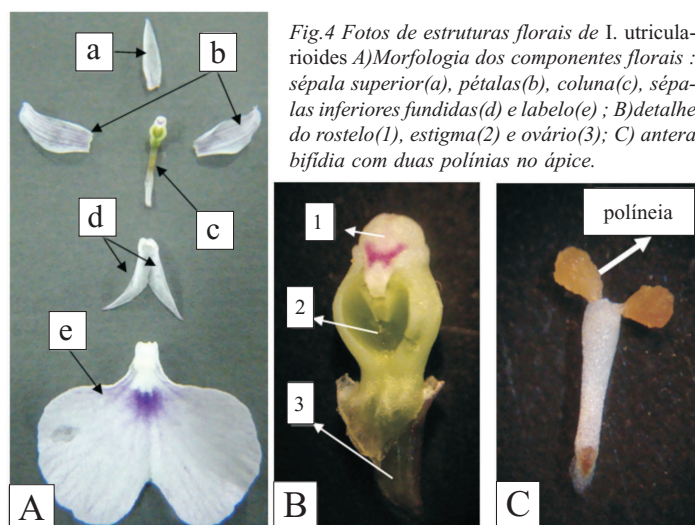 Fig.4 Fotos de estruturas florais de I. utricula-
rioides A)Morfologia dos componentes florais :
sépala superior(a), pétalas(b), coluna(c), sépa-
las inferiores fundidas(d) e labelo(e) ; B)detalhe
do rostelo(1), estigma(2) e ovário(3); C) antera
bifídia com duas polínias no ápice.
a
b
c
d
e
A
1
2
3
B
políneia
C